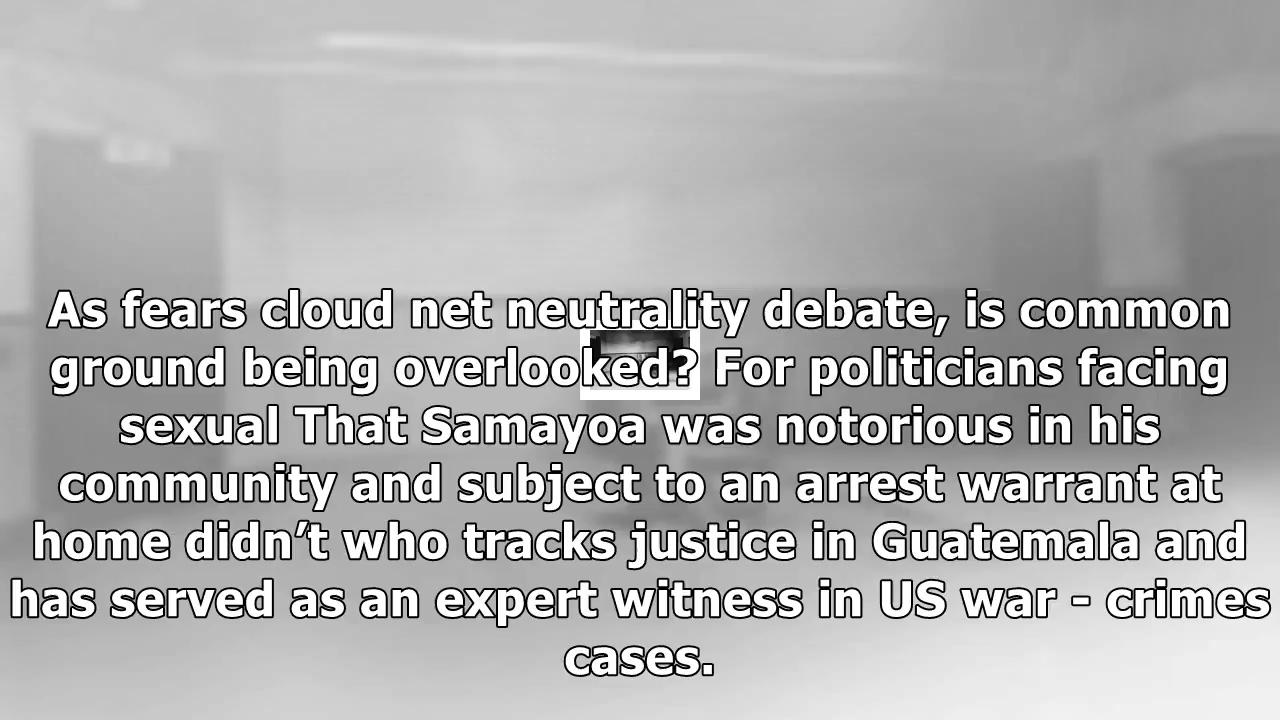 As fears cloud net neutrality debate, is common
ground being overlooked? For politicians facing
sexual That Samayoa was notorious in his
community and subject to an arrest warrant at
home didn’t who tracks justice in Guatemala and
has served as an expert witness in US war - crimes
cases.